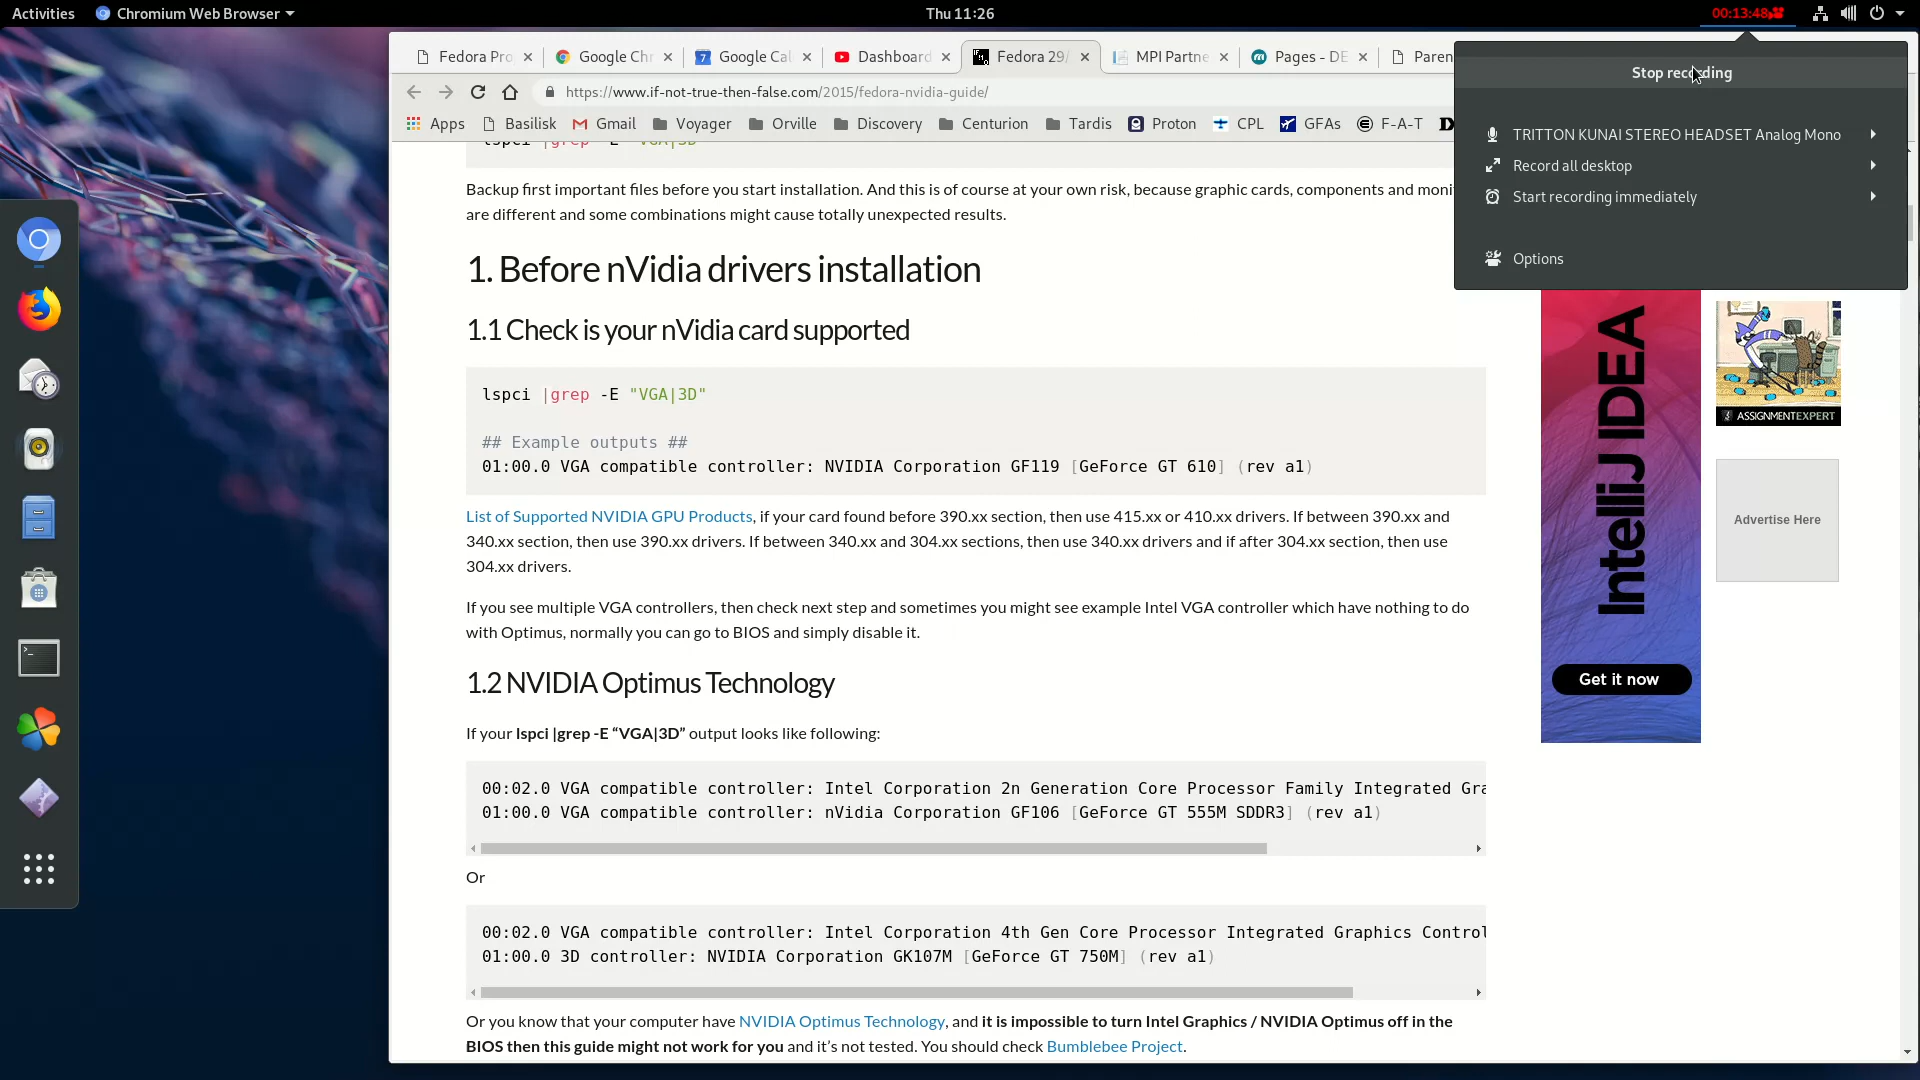 Activities
Chromium Web Browser
Thu 11:26
00:13:48
Fedora Pro
Google Chr
Google Cal
Dashboard
Fedora 29/
MPI Partne
Pages - DE
Paren
https://www.if-not-true-then-false.com/2015/fedora-nvidia-guide/
Apps
Basilisk
Gmail
Voyager
Orville
Discovery
Centurion
Tardis
Proton
CPL
GFAs
F-A-T
Stop recording
TRITTON KUNAI STEREO HEADSET Analog Mono
Record all desktop
Start recording immediately
Options
lspci |grep -E "VGA|3D"
Backup first important files before you start installation. And this is of course at your own risk, because graphic cards, components and moni
are different and some combinations might cause totally unexpected results.
1. Before nVidia drivers installation
1.1 Check is your nVidia card supported
lspci |grep -E "VGA|3D"
## Example outputs ##
01:00.0 VGA compatible controller: NVIDIA Corporation GF119 [GeForce GT 610] (rev a1)
List of Supported NVIDIA GPU Products, if your card found before 390.xx section, then use 415.xx or 410.xx drivers. If between 390.xx and
340.xx section, then use 390.xx drivers. If between 340.xx and 304.xx sections, then use 340.xx drivers and if after 304.xx section, then use
304.xx drivers.
If you see multiple VGA controllers, then check next step and sometimes you might see example Intel VGA controller which have nothing to do
with Optimus, normally you can go to BIOS and simply disable it.
1.2 NVIDIA Optimus Technology
If your lspci |grep -E “VGA|3D” output looks like following:
00:02.0 VGA compatible controller: Intel Corporation 2n Generation Core Processor Family Integrated Gra
01:00.0 VGA compatible controller: nVidia Corporation GF106 [GeForce GT 555M SDDR3] (rev a1)
Or
00:02.0 VGA compatible controller: Intel Corporation 4th Gen Core Processor Integrated Graphics Control
01:00.0 3D controller: NVIDIA Corporation GK107M [GeForce GT 750M] (rev a1)
Or you know that your computer have NVIDIA Optimus Technology, and it is impossible to turn Intel Graphics / NVIDIA Optimus off in the
BIOS then this guide might not work for you and it’s not tested. You should check Bumblebee Project.
IntelliJ IDEA
Get it now
ASSIGNMENTEXPERT
Advertise Here